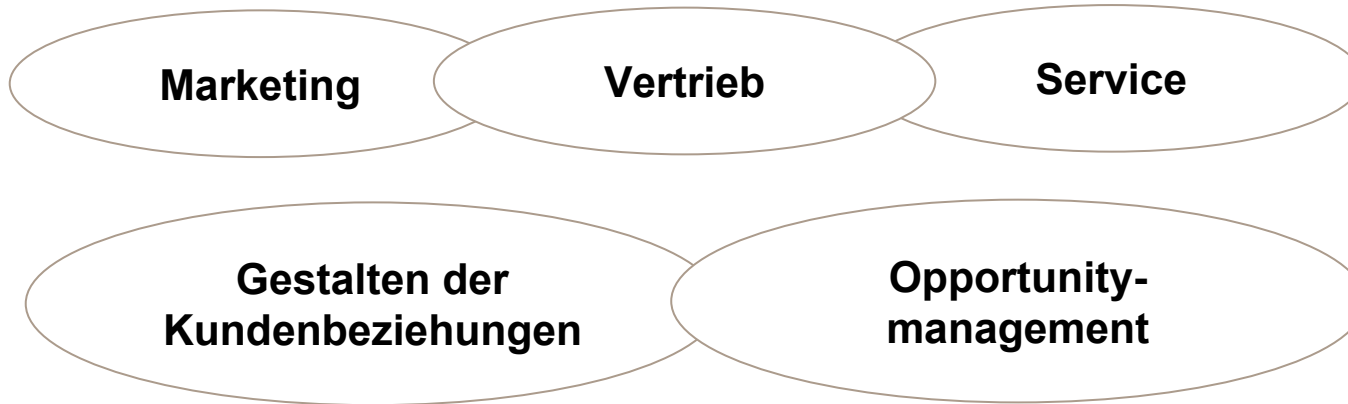 Marketing
Vertrieb
Service
Gestalten der
Kundenbeziehungen
Opportunity-
management